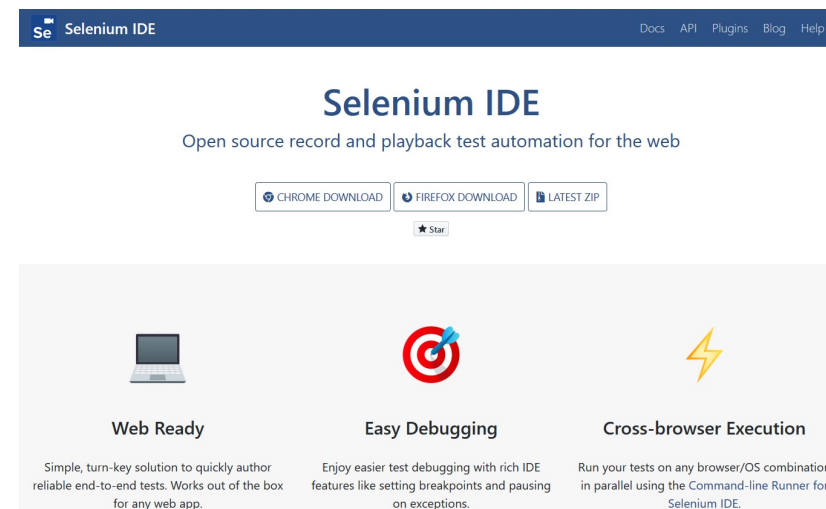 Se Selenium IDE Docs API Plugins Blog Help
Selenium IDE
Open source record and playback test automation for the web
CHROME DOWNLOAD FIREFOX DOWNLOAD LATEST ZIP
Star
Web Ready
Simple, turn-key solution to quickly author
reliable end-to-end tests. Works out of the box
for any web app.
Easy Debugging
Enjoy easier test debugging with rich IDE
features like setting breakpoints and pausing
on exceptions.
Cross-browser Execution
Run your tests on any browser/OS combination
in parallel using the Command-line Runner for
Selenium IDE.